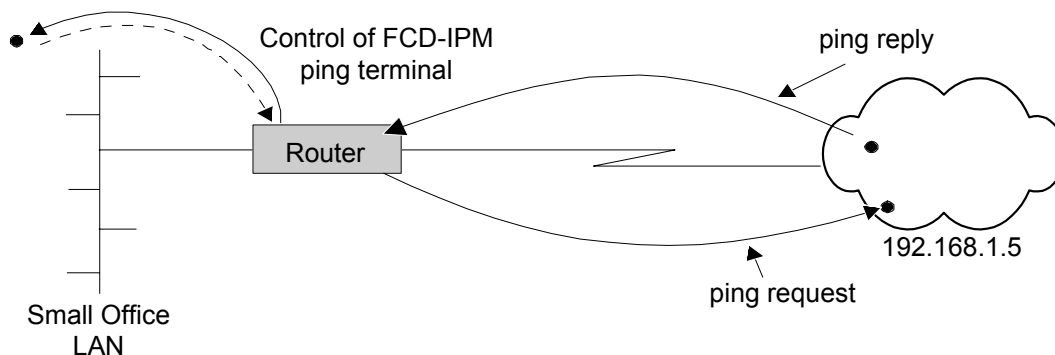 Control of FCD-IPM
ping terminal
ping reply
Router
192.168.1.5
ping request
Small Office
LAN